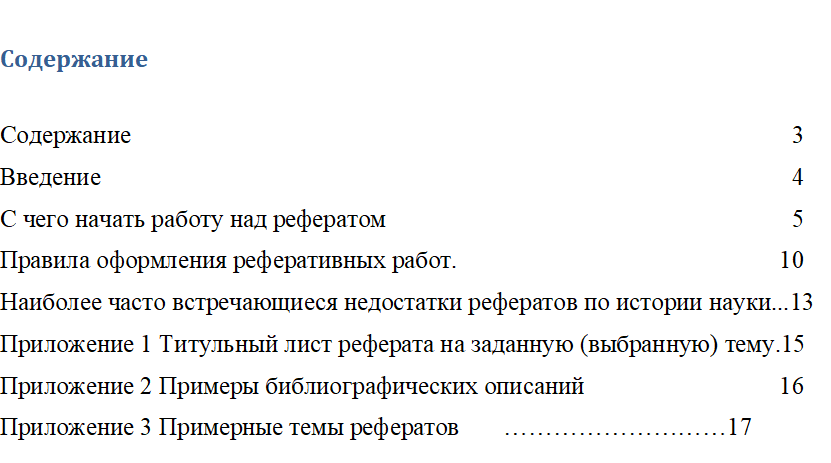 Содержание
Содержание 3
Введение 4
С чего начать работу над рефератом 5
Правила оформления реферативных работ. 10
Наиболее часто встречающиеся недостатки рефератов по истории науки...13
Приложение 1 Титульный лист реферата на заданную (выбранную) тему.15
Приложение 2 Примеры библиографических описаний 16
Приложение 3 Примерные темы рефератов ………………………17